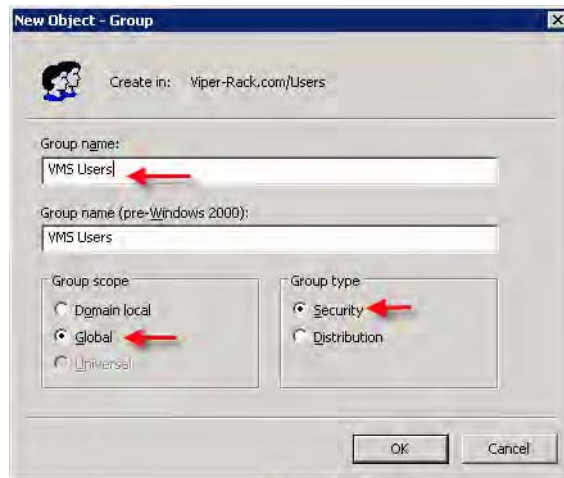 New Object - Group
Create in: Viper-Rack.com/Users
Group name:
VMS Users
Group name (pre-Windows 2000):
VMS Users
Group scope
Domain local
Global
Universal
Group type
Security
Distribution
OK
Cancel